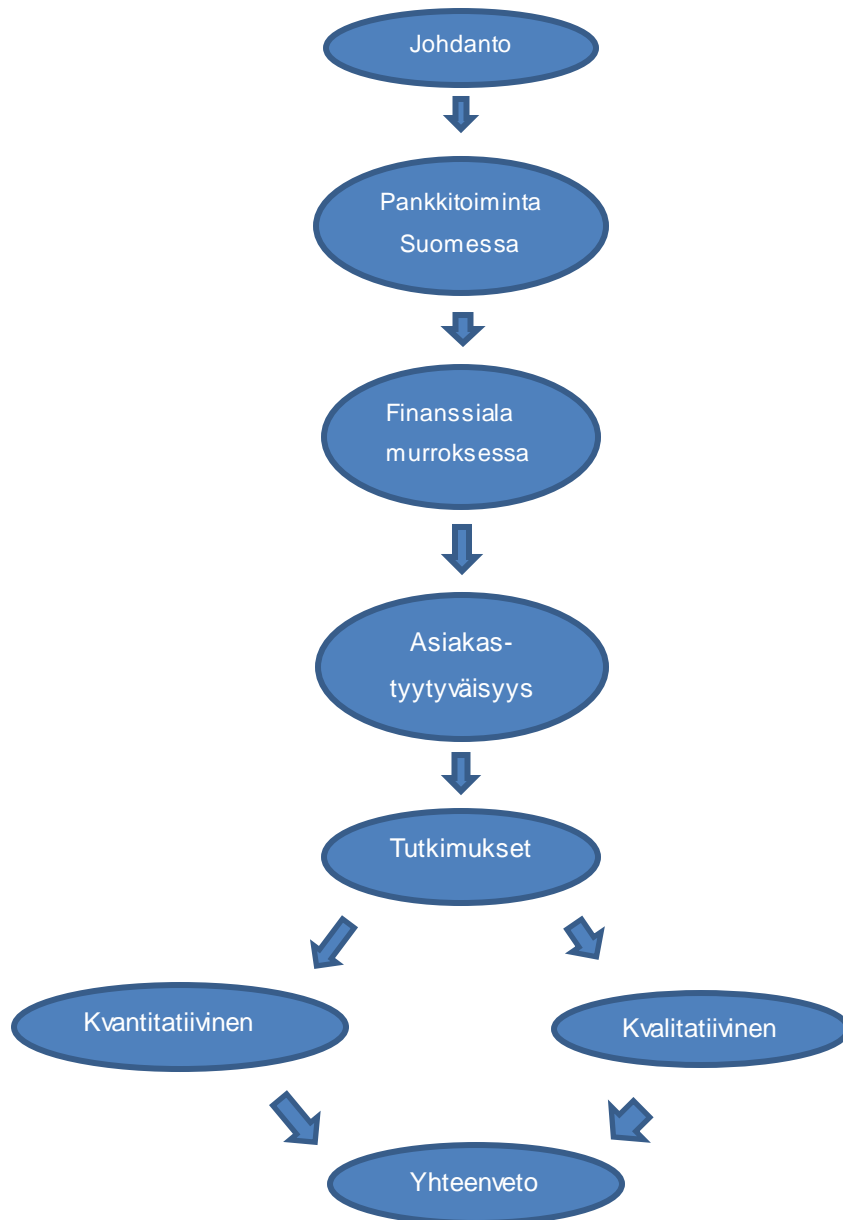 Johdanto
Pankkitoiminta
Suomessa
Finanssiala
murroksessa
Asiakas-
tyytyväisyys
Tutkimukset
Kvantitatiivinen
Kvalitatiivinen
Yhteenveto